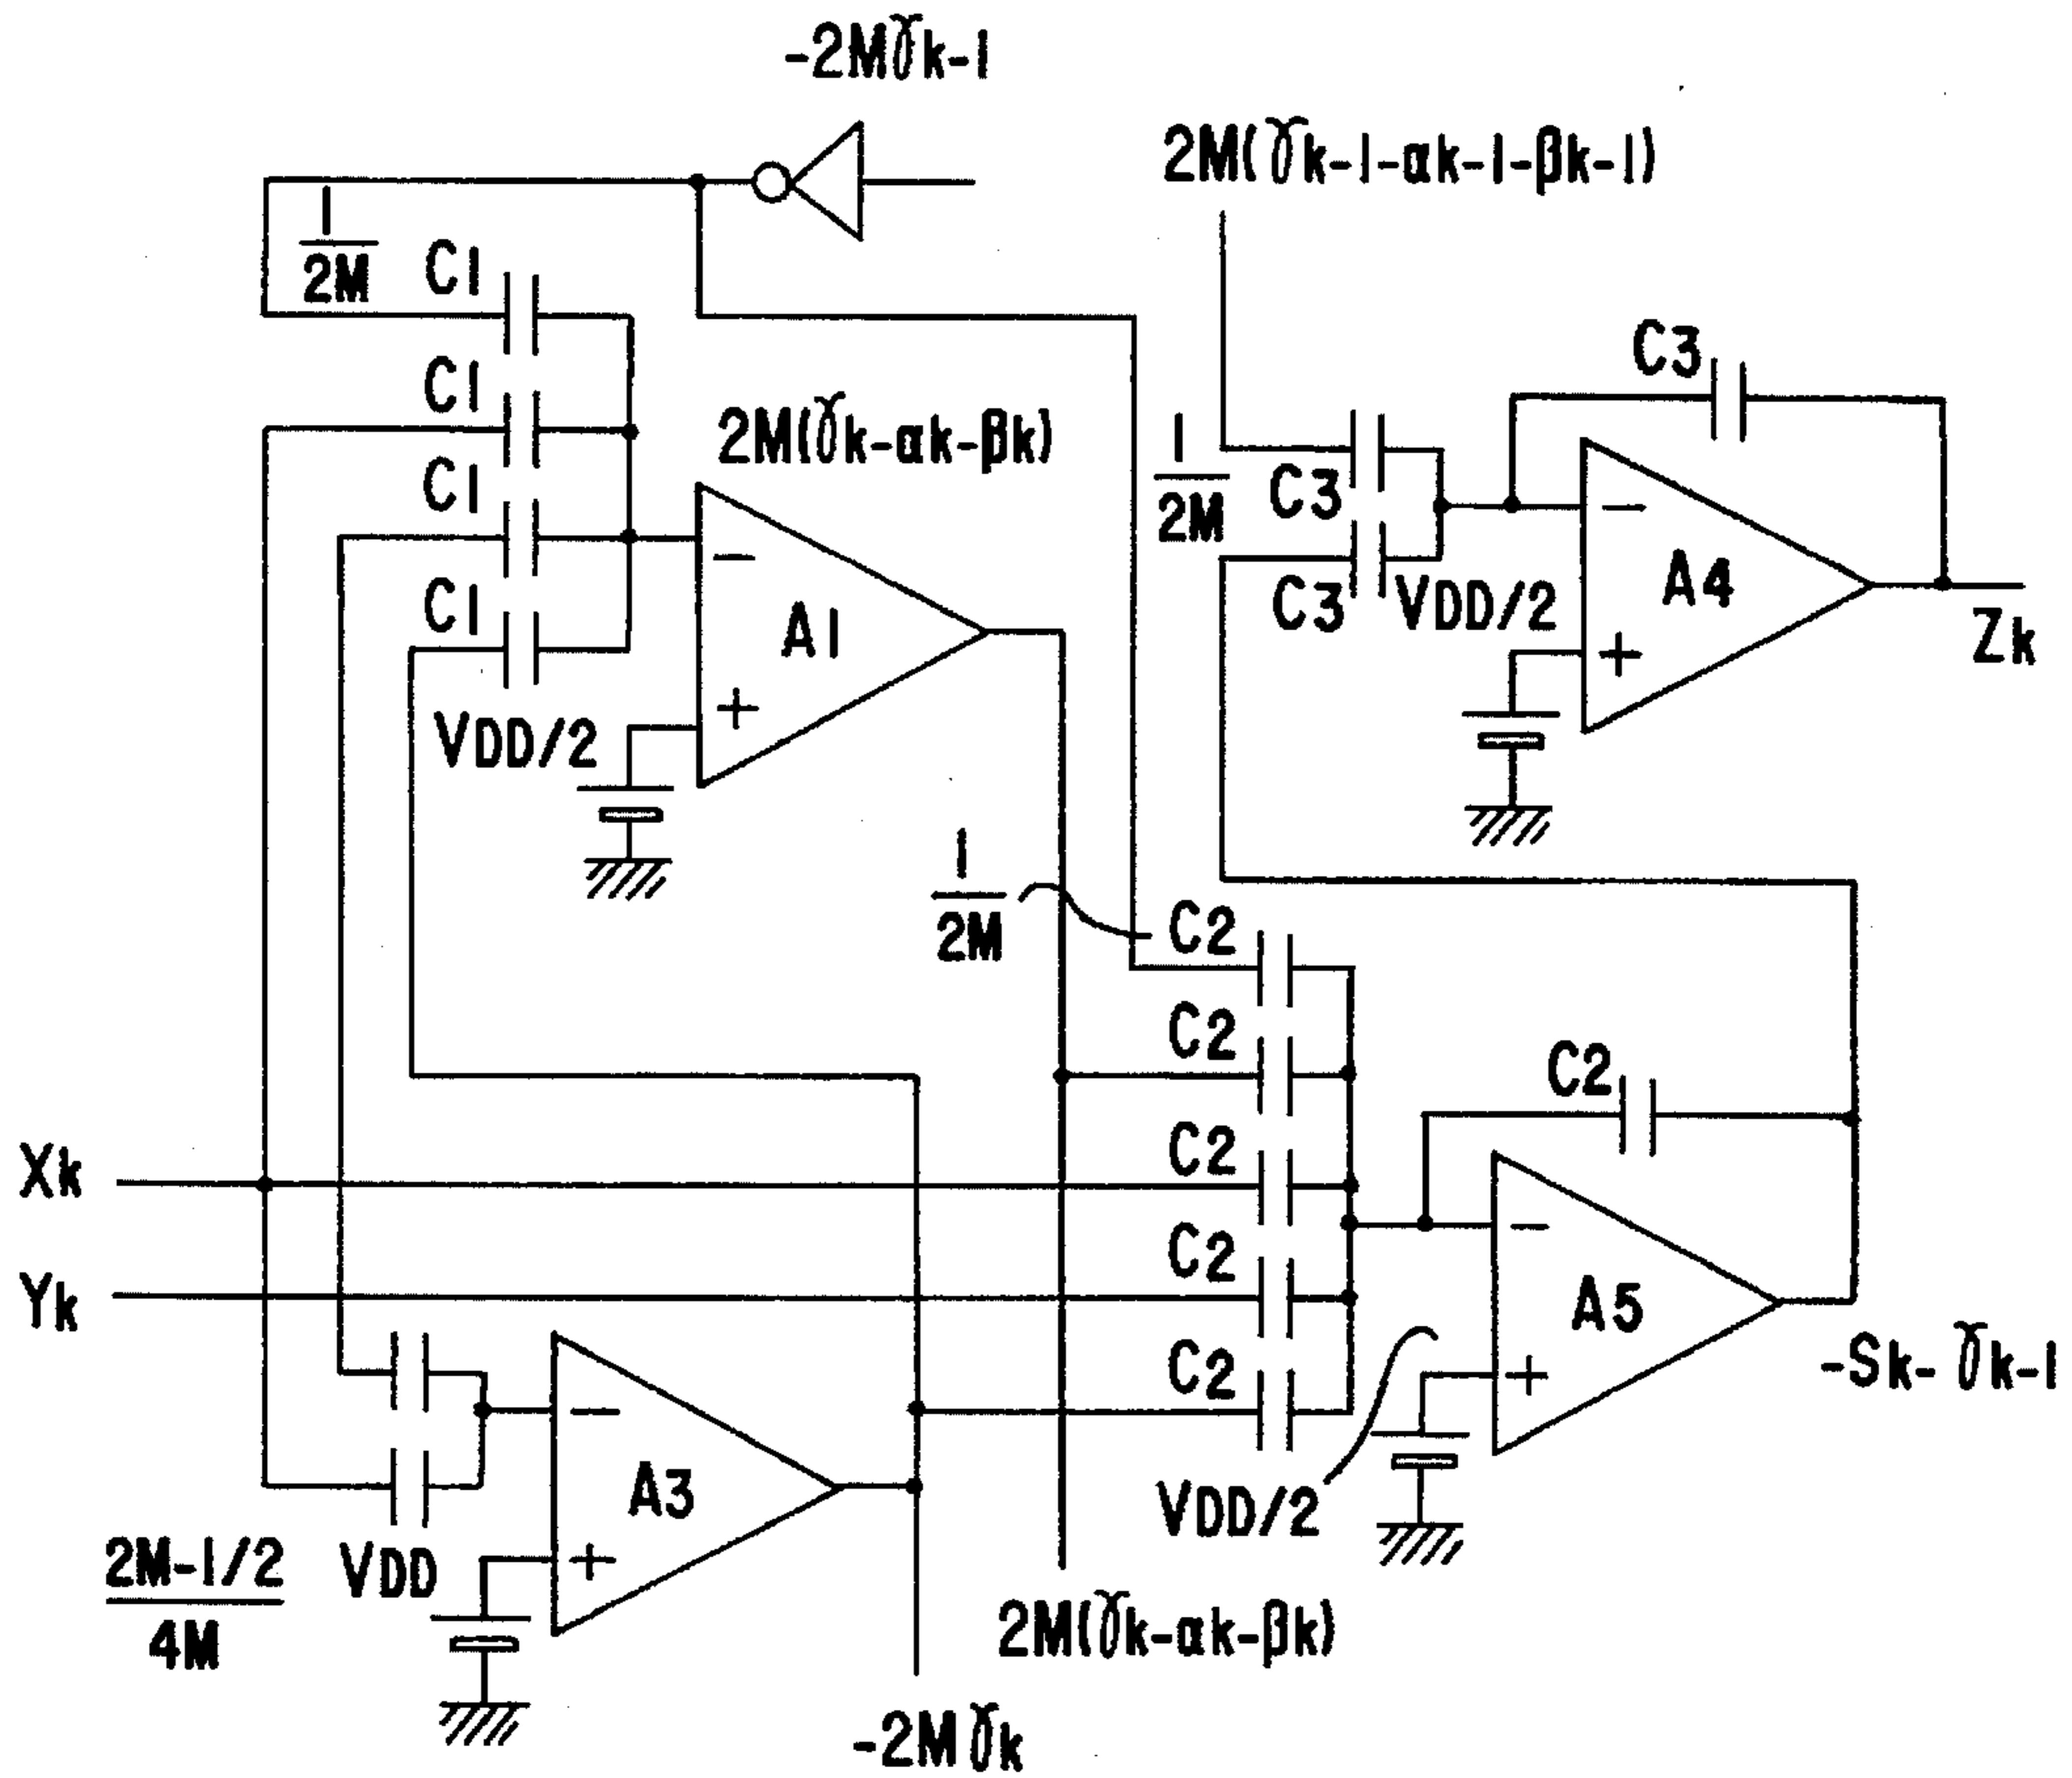 -2Mγk-1
2M(γk-1-αk-1-βk-1)
1
2M
C1
C1
C1
C1
2M(γk-αk-βk)
A1
-
+
VDD/2
C3
1
2M
C3
C3
VDD/2
A4
-
+
Zk
1
2M
C2
C2
C2
C2
C2
C2
A5
-
+
VDD/2
-Sk-γk-1
Xk
Yk
A3
-
+
2M-1/2
4M
VDD
2M(γk-αk-βk)
-2Mγk